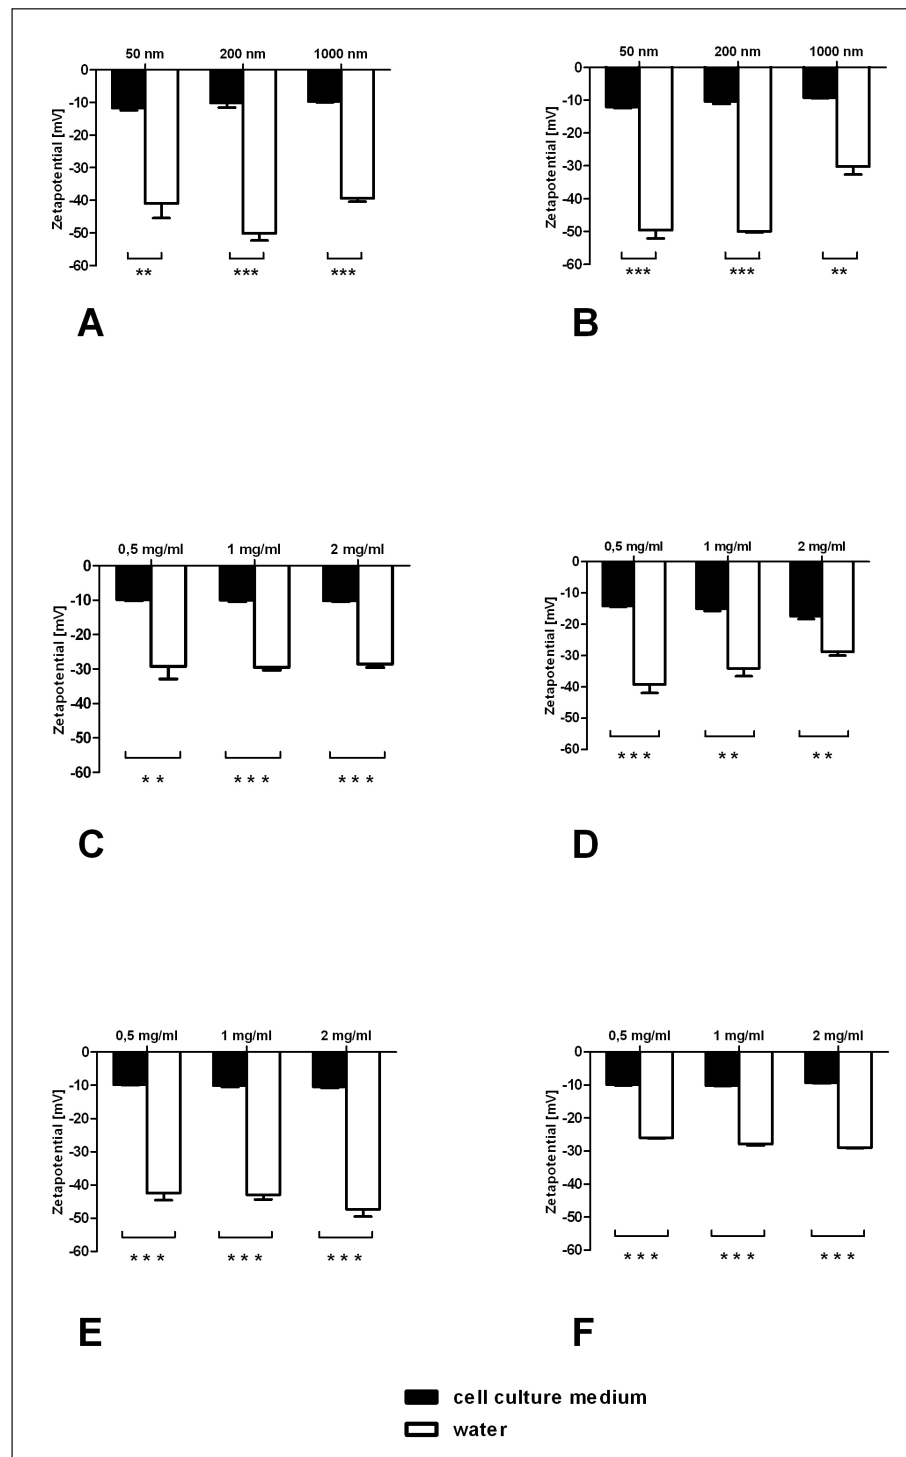 50 nm 200 nm 1000 nm
0
-10
-20
-30
-40
-50
-60
Zetapotential [mV]
** *** ***
A
50 nm 200 nm 1000 nm
0
-10
-20
-30
-40
-50
-60
Zetapotential [mV]
*** *** **
B
0,5 mg/ml 1 mg/ml 2 mg/ml
0
-10
-20
-30
-40
-50
-60
Zetapotential [mV]
** *** ***
C
0,5 mg/ml 1 mg/ml 2 mg/ml
0
-10
-20
-30
-40
-50
-60
Zetapotential [mV]
*** ** **
D
0,5 mg/ml 1 mg/ml 2 mg/ml
0
-10
-20
-30
-40
-50
-60
Zetapotential [mV]
*** *** ***
E
0,5 mg/ml 1 mg/ml 2 mg/ml
0
-10
-20
-30
-40
-50
-60
Zetapotential [mV]
*** *** ***
F
cell culture medium
water